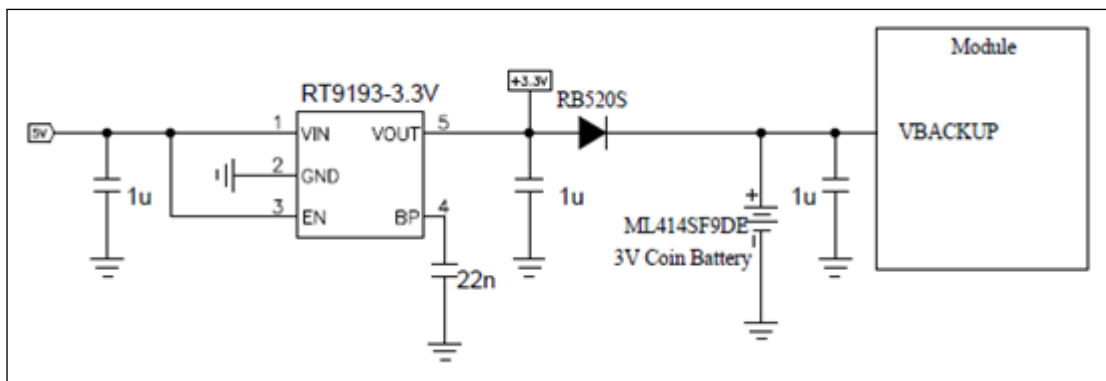 Module
+3.3V
RT9193-3.3V
RB520S
5V
1
VIN
VOUT
5
VBACKUP
2
GND
1u
1u
1u
3
EN
BP
4
+
ML414SF9DE
3V Coin Battery
22n